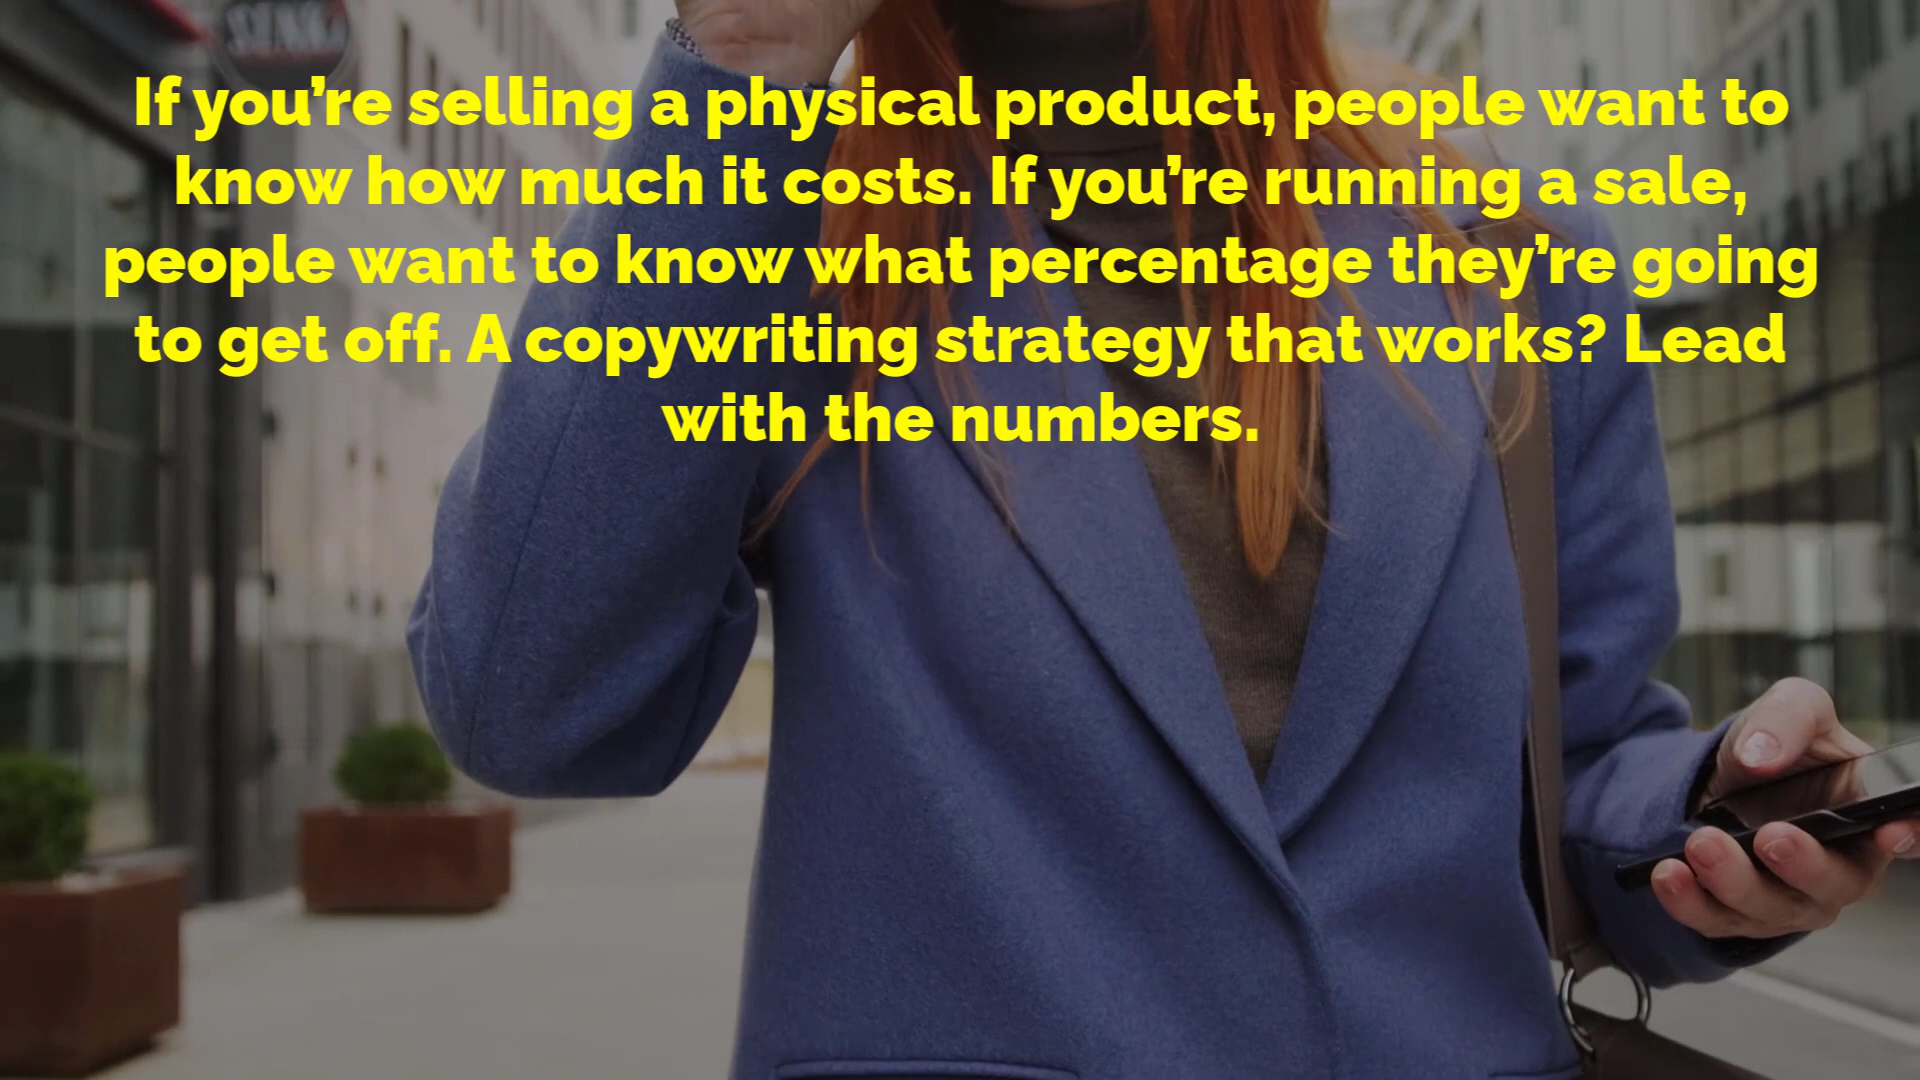 If you’re selling a physical product, people want to
know how much it costs. If you’re running a sale,
people want to know what percentage they’re going
to get off. A copywriting strategy that works? Lead
with the numbers.